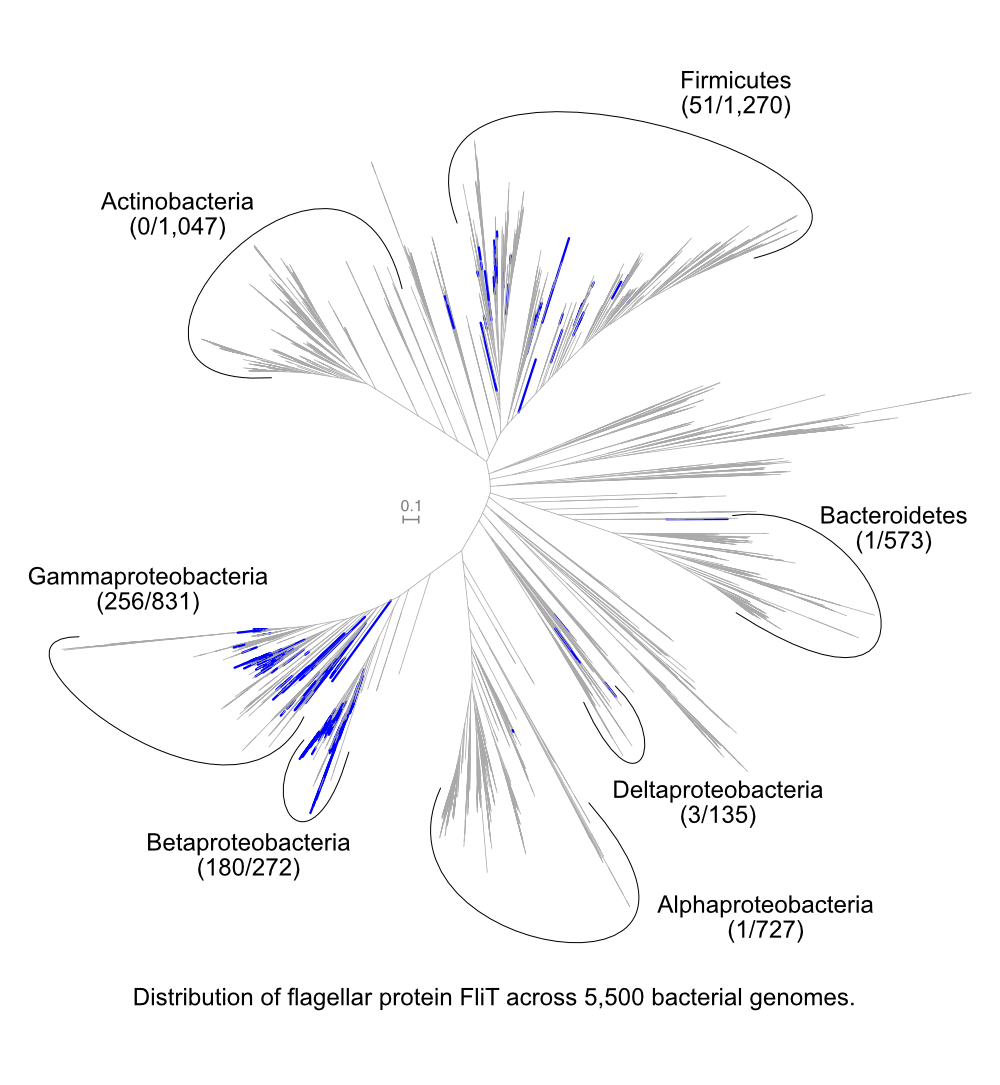 Firmicutes
(51/1,270)
Actinobacteria
(0/1,047)
0.1
Bacteroidetes
(1/573)
Gammaproteobacteria
(256/831)
Deltaproteobacteria
(3/135)
Betaproteobacteria
(180/272)
Alphaproteobacteria
(1/727)
Distribution of flagellar protein FliT across 5,500 bacterial genomes.